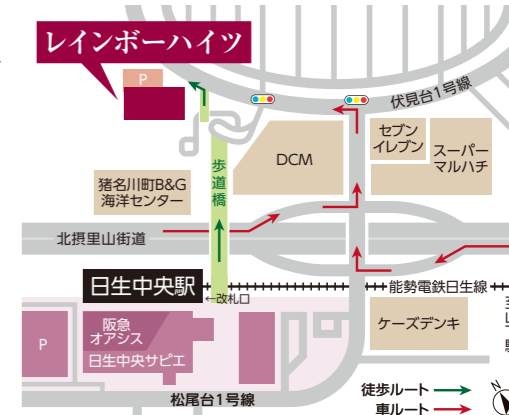 レインボーハイツ
P
伏見台1号線
セブン
イレブン
スーパー
マルハチ
DCM
歩道橋
猪名川町B&G
海洋センター
北摂里山街道
日生中央駅
←改札口
能勢電鉄日生線
阪急
オアシス
日生中央サピエ
P
ケーズデンキ
松尾台1号線
徒歩ルート
車ルート
N